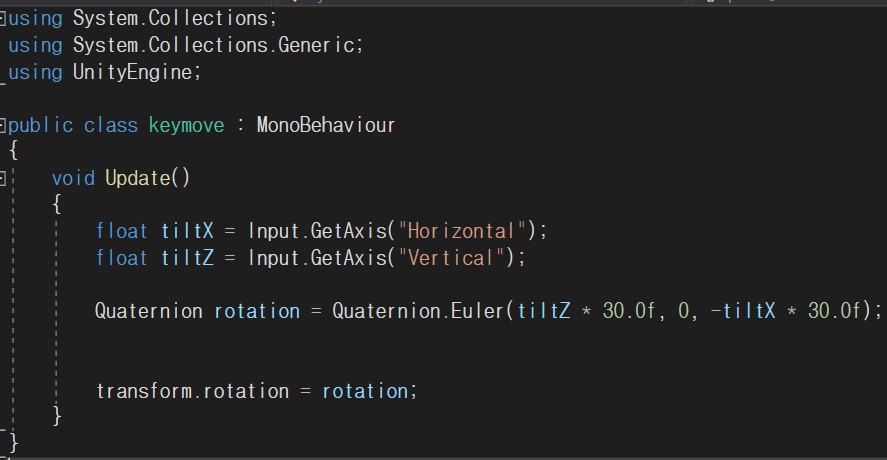 using System.Collections;
using System.Collections.Generic;
using UnityEngine;
public class keymove : MonoBehaviour
{
void Update()
{
float tiltX = Input.GetAxis("Horizontal");
float tiltZ = Input.GetAxis("Vertical");
Quaternion rotation = Quaternion.Euler(tiltZ * 30.0f, 0, -tiltX * 30.0f);
transform.rotation = rotation;
}
}